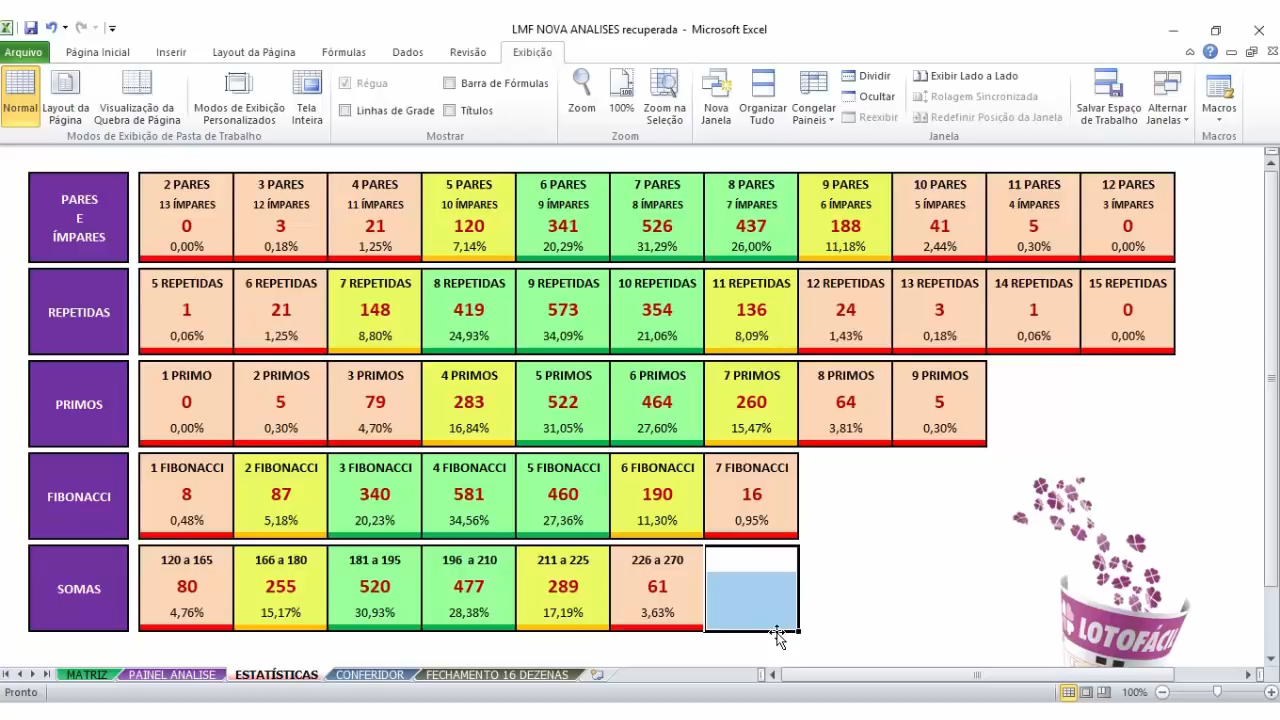 LMF NOVA ANALISES recuperada - Microsoft Excel
Arquivo Página Inicial Inserir Layout da Página Fórmulas Dados Revisão Exibição
Normal
Layout da Página
Visualização da Quebra de Página
Modos de Exibição Personalizados
Tela Inteira
Modos de Exibição de Pasta de Trabalho
Régua
Barra de Fórmulas
Linhas de Grade
Títulos
Mostrar
Zoom
100%
Zoom na Seleção
Zoom
Nova Janela
Organizar Tudo
Congelar Painéis
Dividir
Ocultar
Reexibir
Exibir Lado a Lado
Rolagem Sincronizada
Redefinir Posição da Janela
Janela
Salvar Espaço de Trabalho
Alternar Janelas
Macros
Macros
PARES
E
ÍMPARES
2 PARES 3 PARES 4 PARES 5 PARES 6 PARES 7 PARES 8 PARES 9 PARES 10 PARES 11 PARES 12 PARES
13 ÍMPARES 12 ÍMPARES 11 ÍMPARES 10 ÍMPARES 9 ÍMPARES 8 ÍMPARES 7 ÍMPARES 6 ÍMPARES 5 ÍMPARES 4 ÍMPARES 3 ÍMPARES
0 3 21 120 341 526 437 188 41 5 0
0,00% 0,18% 1,25% 7,14% 20,29% 31,29% 26,00% 11,18% 2,44% 0,30% 0,00%
REPETIDAS
5 REPETIDAS 6 REPETIDAS 7 REPETIDAS 8 REPETIDAS 9 REPETIDAS 10 REPETIDAS 11 REPETIDAS 12 REPETIDAS 13 REPETIDAS 14 REPETIDAS 15 REPETIDAS
1 21 148 419 573 354 136 24 3 1 0
0,06% 1,25% 8,80% 24,93% 34,09% 21,06% 8,09% 1,43% 0,18% 0,06% 0,00%
PRIMOS
1 PRIMO 2 PRIMOS 3 PRIMOS 4 PRIMOS 5 PRIMOS 6 PRIMOS 7 PRIMOS 8 PRIMOS 9 PRIMOS
0 5 79 283 522 464 260 64 5
0,00% 0,30% 4,70% 16,84% 31,05% 27,60% 15,47% 3,81% 0,30%
FIBONACCI
1 FIBONACCI 2 FIBONACCI 3 FIBONACCI 4 FIBONACCI 5 FIBONACCI 6 FIBONACCI 7 FIBONACCI
8 87 340 581 460 190 16
0,48% 5,18% 20,23% 34,56% 27,36% 11,30% 0,95%
SOMAS
120 a 165 166 a 180 181 a 195 196 a 210 211 a 225 226 a 270
80 255 520 477 289 61
4,76% 15,17% 30,93% 28,38% 17,19% 3,63%
LOTOFÁCIL
MATRIZ PAINEL ANALISE ESTATÍSTICAS CONFERIDOR FECHAMENTO 16 DEZENAS
Pronto
100%